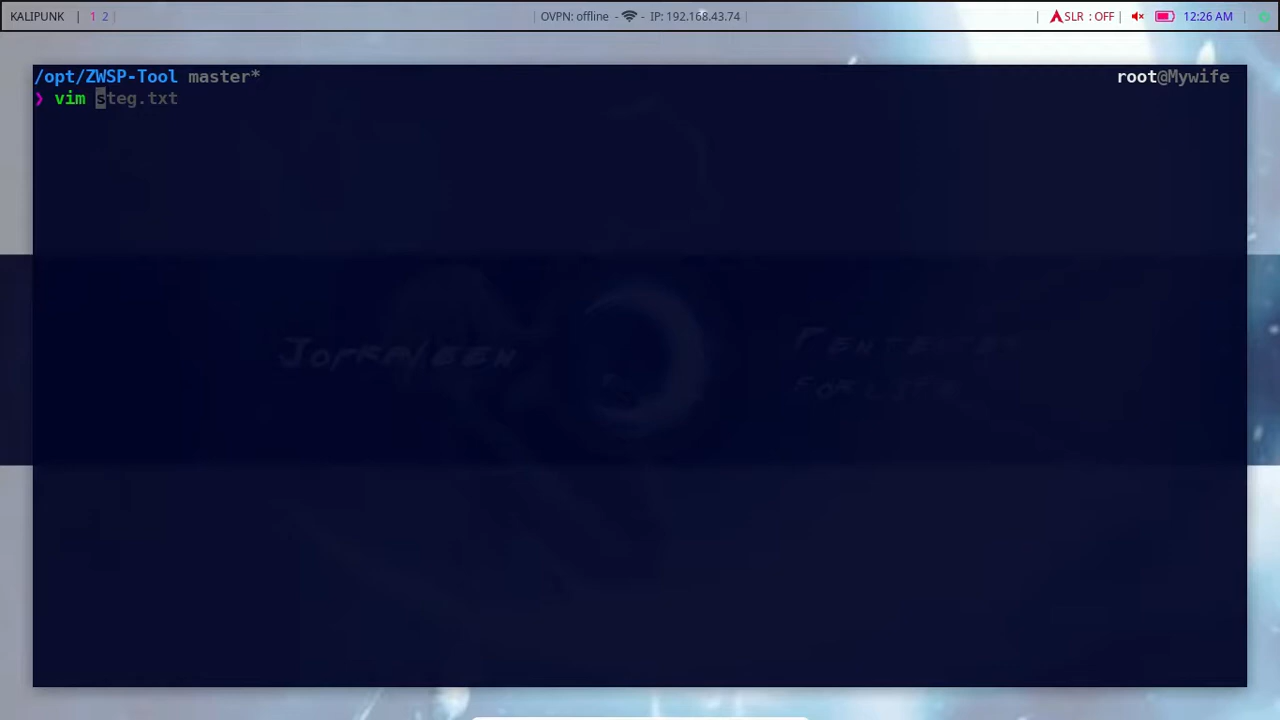 KALIPUNK | 1 2 | | OVPN: offline - - IP: 192.168.43.74 | | SLR : OFF | 12:26 AM | 
/opt/ZWSP-Tool master* root@Mywife
❯ vim steg.txt